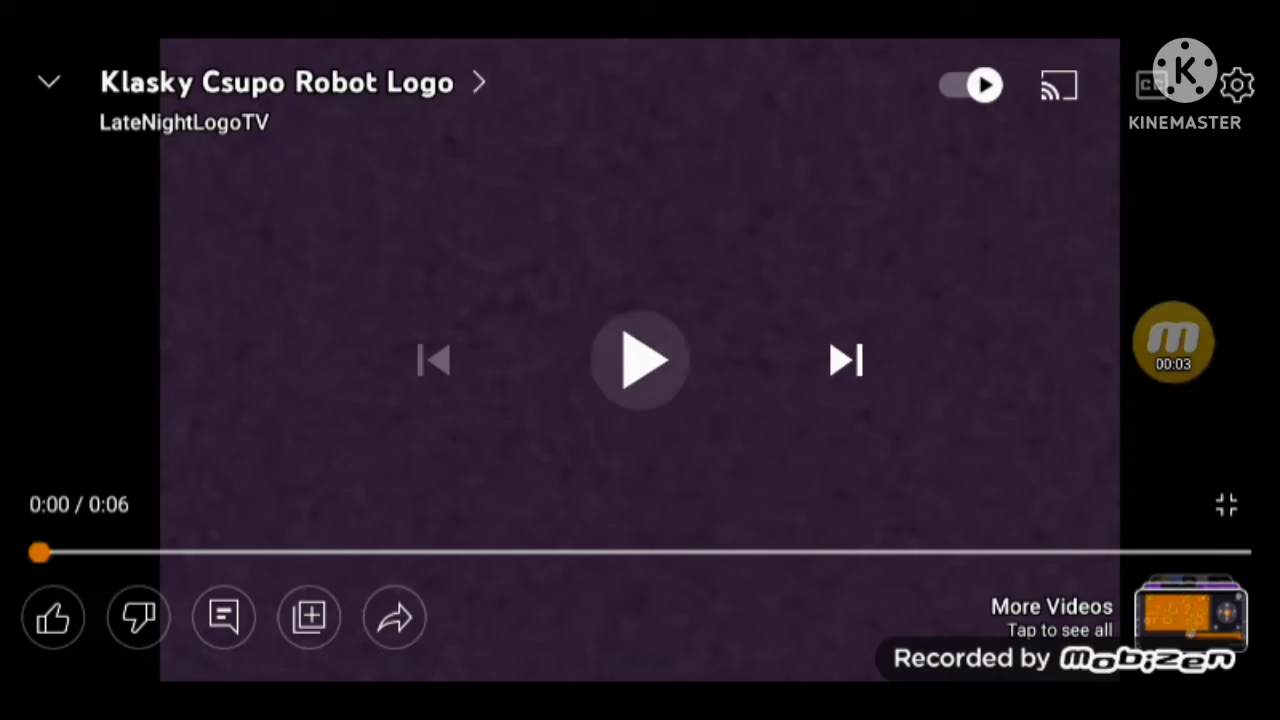 Klasky Csupo Robot Logo
LateNightLogoTV
K
KINEMASTER
m
00:03
0:00 / 0:06
More Videos
Tap to see all
Recorded by mobizen